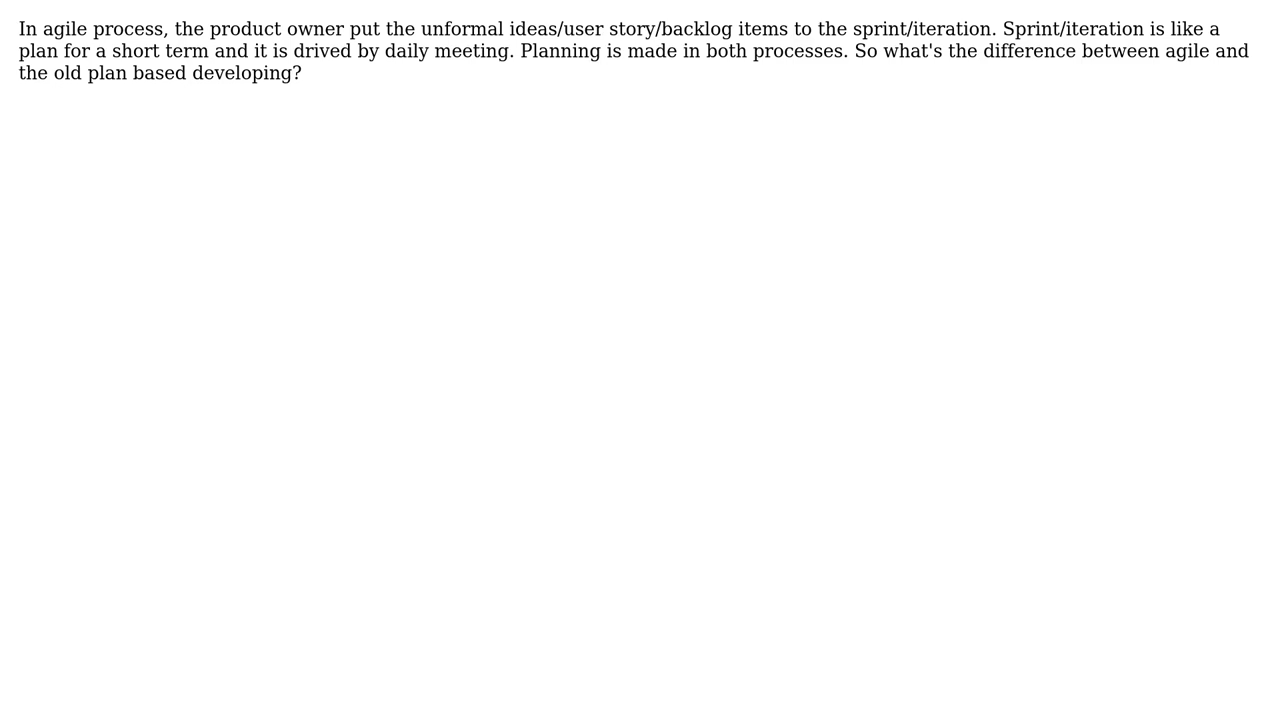 In agile process, the product owner put the unformal ideas/user story/backlog items to the sprint/iteration. Sprint/iteration is like a
plan for a short term and it is drived by daily meeting. Planning is made in both processes. So what's the difference between agile and
the old plan based developing?